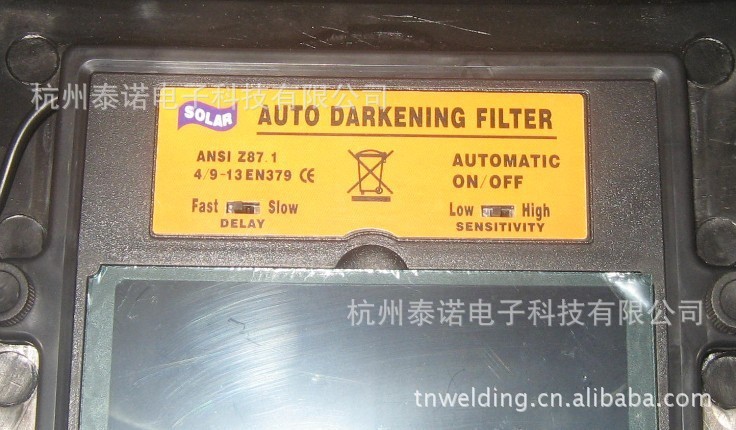 杭州泰诺电子科技有限公司
SOLAR
AUTO DARKENING FILTER
ANSI Z87.1
4/9-13EN379 CE
AUTOMATIC
ON/OFF
Fast Slow
DELAY
Low High
SENSITIVITY
杭州泰诺电子科技有限公司
tnwelding.cn.alibaba.com